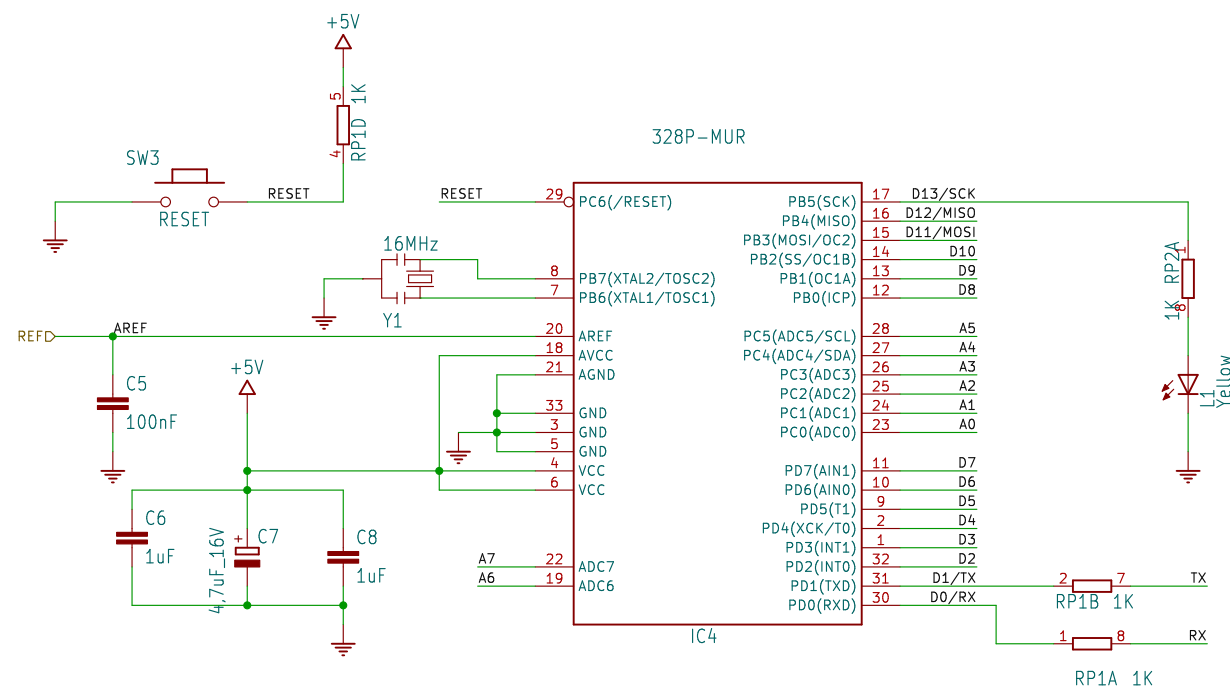 +5V
5
RP1D 1K
4
SW3
RESET
RESET
328P-MUR
RESET
29
PC6(/RESET)
16MHz
Y1
8
PB7(XTAL2/TOSC2)
7
PB6(XTAL1/TOSC1)
REF
AREF
20
AREF
18
AVCC
21
AGND
33
GND
3
GND
5
GND
4
VCC
6
VCC
C5
100nF
+5V
C6
1uF
+
C7
4,7uF_16V
C8
1uF
A7
22
ADC7
A6
19
ADC6
PB5(SCK)
17
D13/SCK
PB4(MISO)
16
D12/MISO
PB3(MOSI/OC2)
15
D11/MOSI
PB2(SS/OC1B)
14
D10
PB1(OC1A)
13
D9
PB0(ICP)
12
D8
PC5(ADC5/SCL)
28
A5
PC4(ADC4/SDA)
27
A4
PC3(ADC3)
26
A3
PC2(ADC2)
25
A2
PC1(ADC1)
24
A1
PC0(ADC0)
23
A0
PD7(AIN1)
11
D7
PD6(AIN0)
10
D6
PD5(T1)
9
D5
PD4(XCK/T0)
2
D4
PD3(INT1)
1
D3
PD2(INT0)
32
D2
PD1(TXD)
31
D1/TX
PD0(RXD)
30
D0/RX
IC4
1
RP2A
1K
8
L1
Yellow
2
7
TX
RP1B 1K
1
8
RX
RP1A 1K